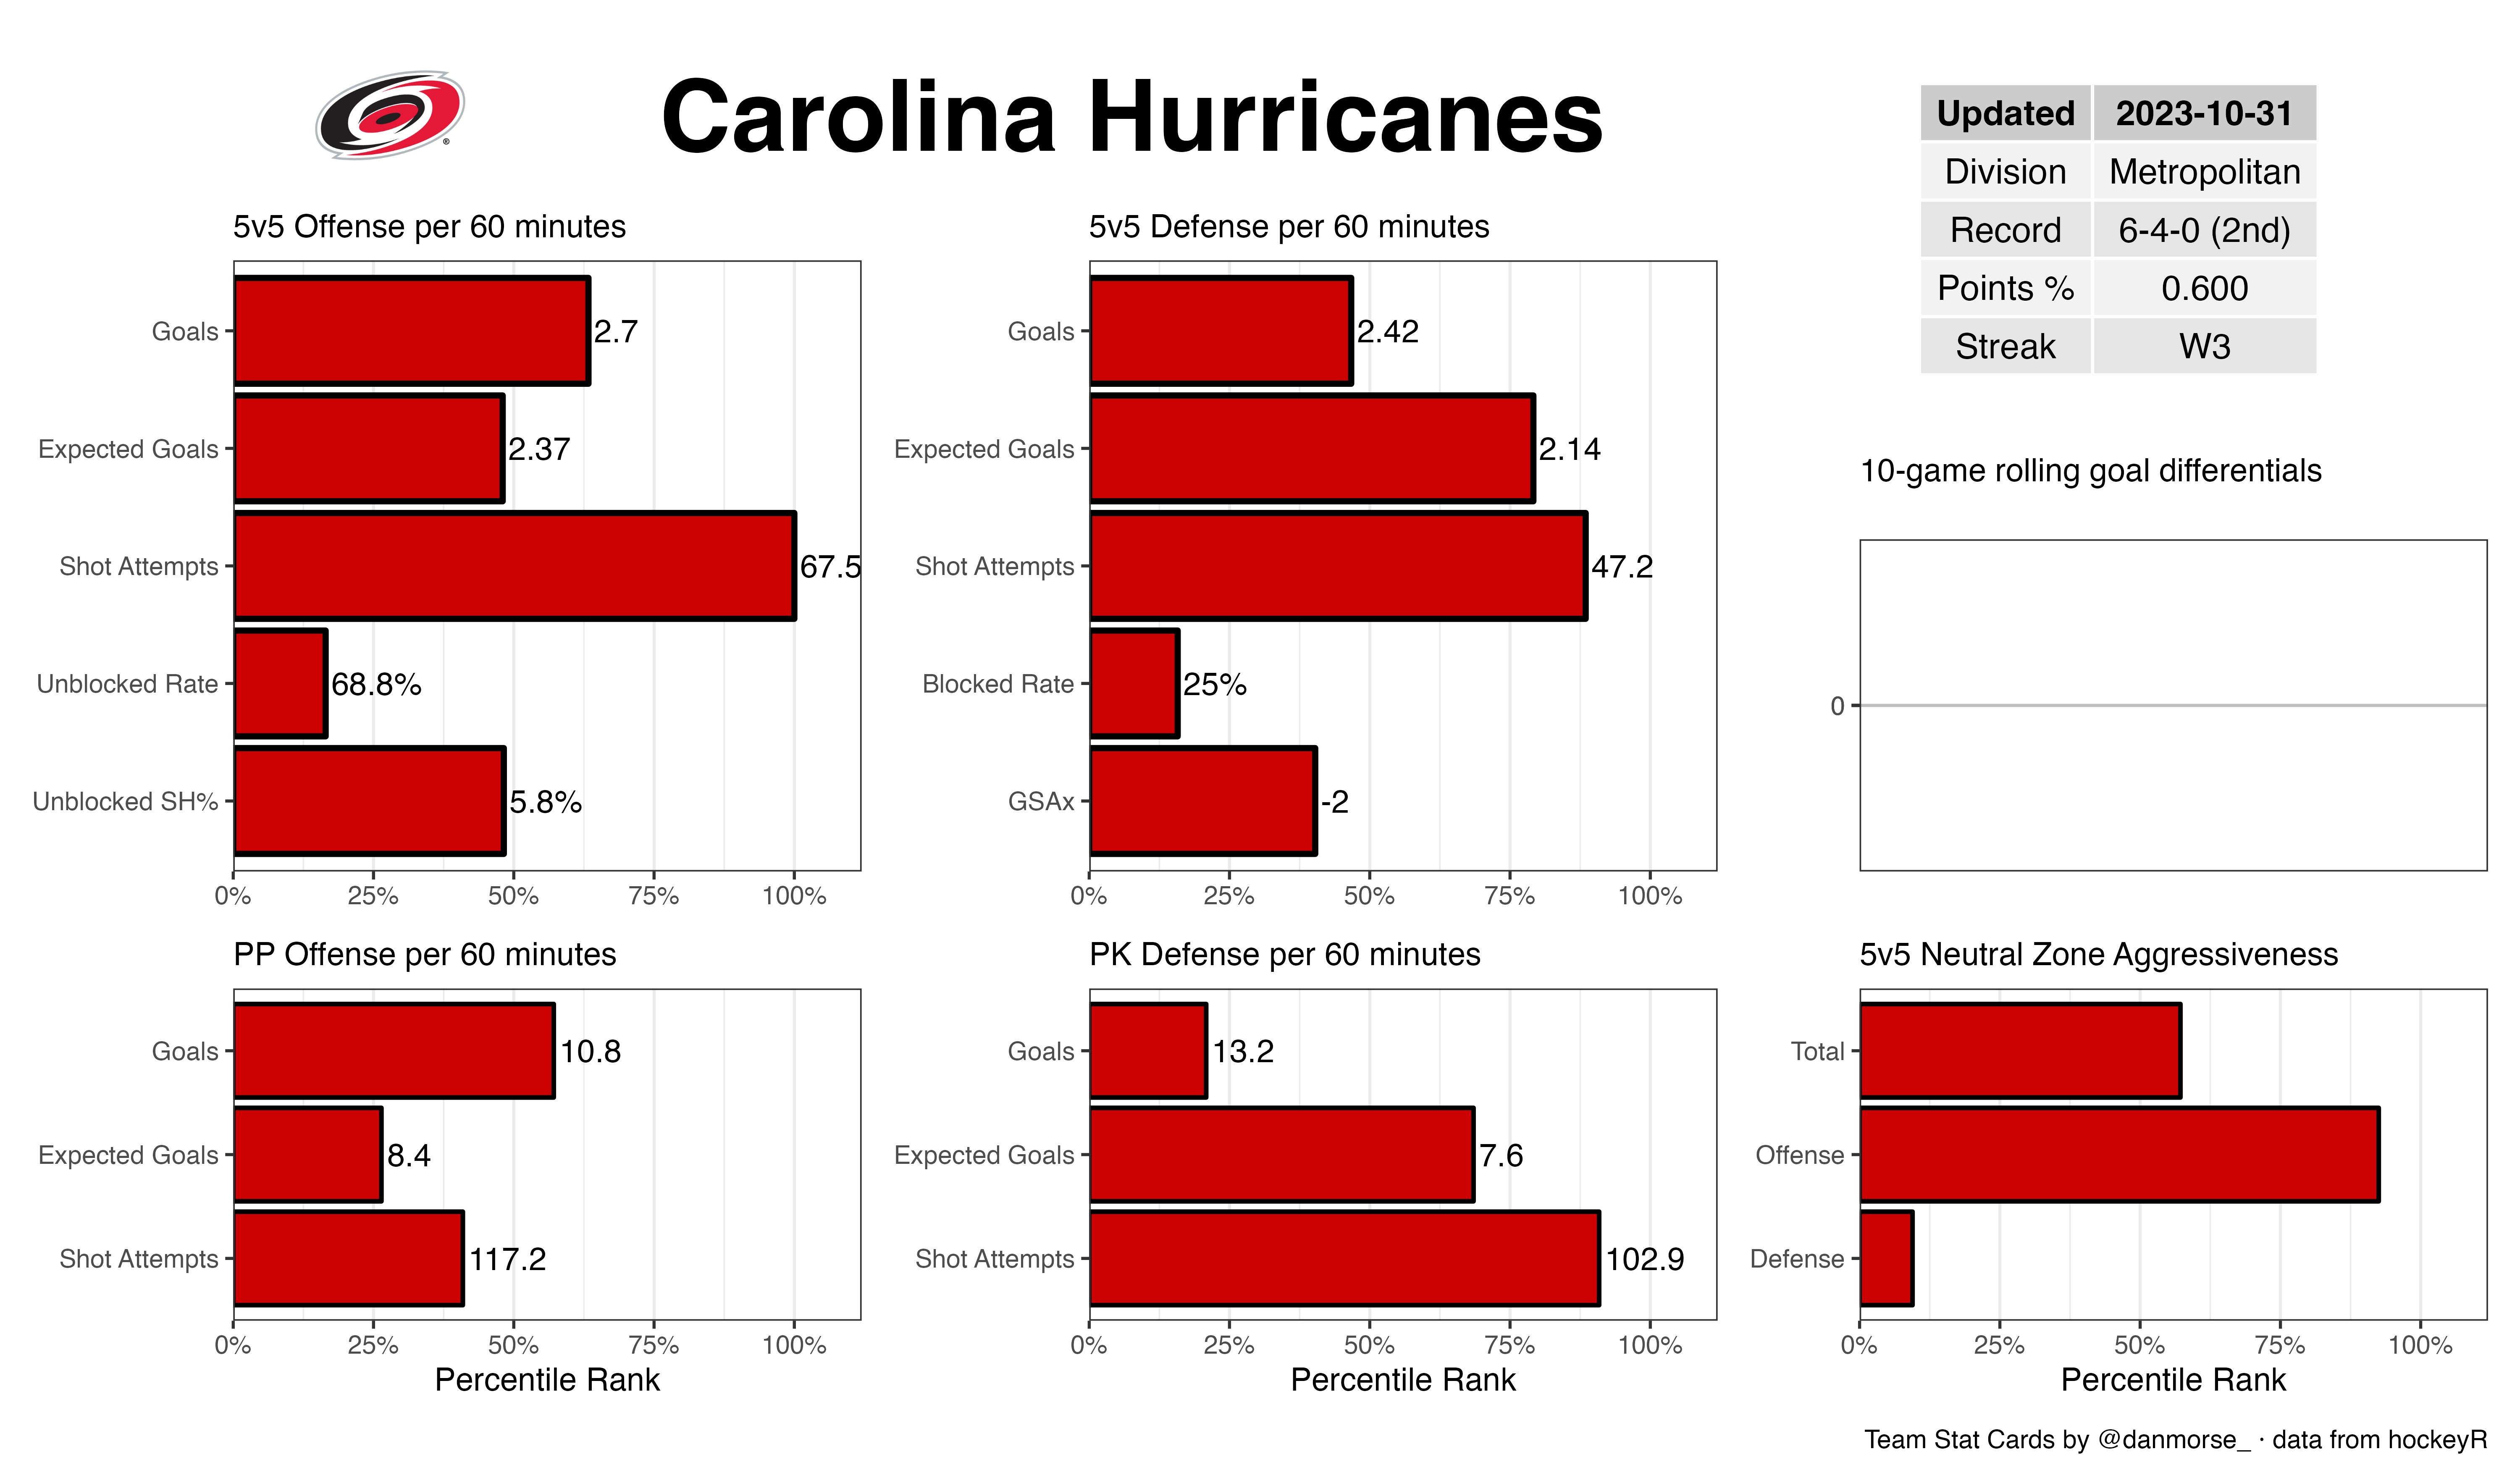 Carolina Hurricanes
®
Updated 2023-10-31
Division Metropolitan
Record 6-4-0 (2nd)
Points % 0.600
Streak W3
5v5 Offense per 60 minutes
Goals 2.7
Expected Goals 2.37
Shot Attempts 67.5
Unblocked Rate 68.8%
Unblocked SH% 5.8%
0% 25% 50% 75% 100%
5v5 Defense per 60 minutes
Goals 2.42
Expected Goals 2.14
Shot Attempts 47.2
Blocked Rate 25%
GSAx -2
0% 25% 50% 75% 100%
10-game rolling goal differentials
0
PP Offense per 60 minutes
Goals 10.8
Expected Goals 8.4
Shot Attempts 117.2
0% 25% 50% 75% 100%
Percentile Rank
PK Defense per 60 minutes
Goals 13.2
Expected Goals 7.6
Shot Attempts 102.9
0% 25% 50% 75% 100%
Percentile Rank
5v5 Neutral Zone Aggressiveness
Total
Offense
Defense
0% 25% 50% 75% 100%
Percentile Rank
Team Stat Cards by @danmorse_ · data from hockeyR